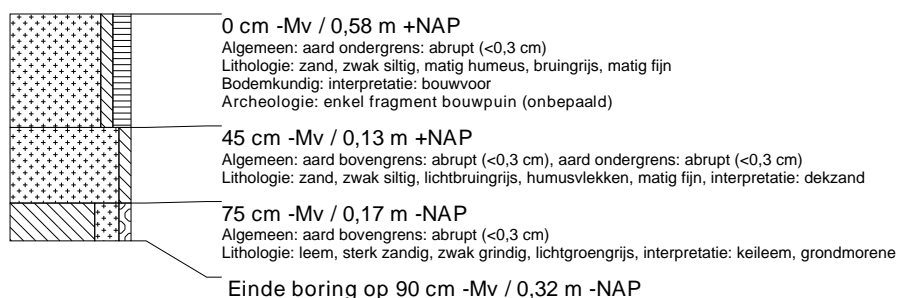 0 cm -Mv / 0,58 m +NAP
Algemeen: aard ondergrens: abrupt (<0,3 cm)
Lithologie: zand, zwak siltig, matig humeus, bruingrijs, matig fijn
Bodemkundig: interpretatie: bouwvoor
Archeologie: enkel fragment bouwpuin (onbepaald)
45 cm -Mv / 0,13 m +NAP
Algemeen: aard bovengrens: abrupt (<0,3 cm), aard ondergrens: abrupt (<0,3 cm)
Lithologie: zand, zwak siltig, lichtbruingrijs, humusvlekken, matig fijn, interpretatie: dekzand
75 cm -Mv / 0,17 m -NAP
Algemeen: aard bovengrens: abrupt (<0,3 cm)
Lithologie: leem, sterk zandig, zwak grindig, lichtgroengrijs, interpretatie: keileem, grondmorene
Einde boring op 90 cm -Mv / 0,32 m -NAP